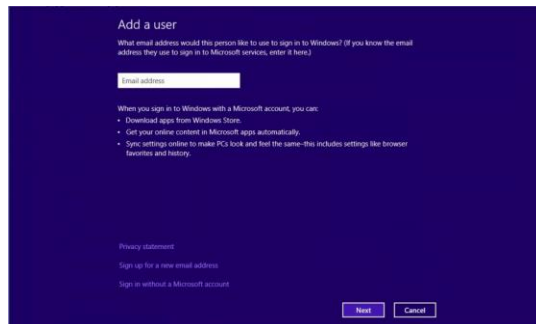 Add a user
What email address would this person like to use to sign in to Windows? (If you know the email
address they use to sign in to Microsoft services, enter it here.)
Email address
When you sign in to Windows with a Microsoft account, you can:
• Download apps from Windows Store.
• Get your online content in Microsoft apps automatically.
• Sync settings online to make PCs look and feel the same-this includes settings like browser
favorites and history.
Privacy statement
Sign up for a new email address
Sign in without a Microsoft account
Next Cancel